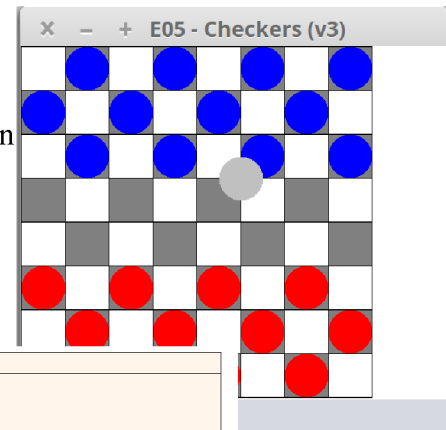 × – + E05 - Checkers (v3)
n